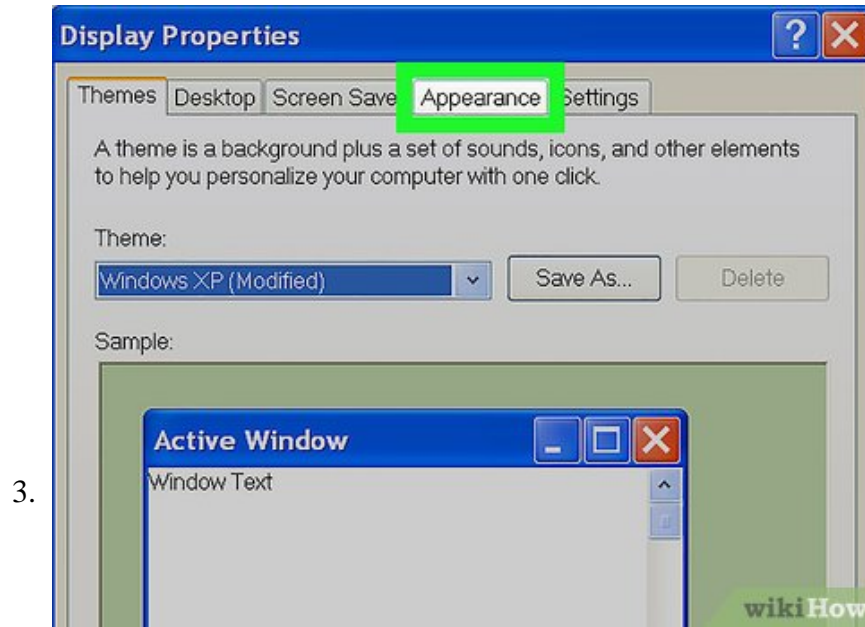 Display Properties
Themes Desktop Screen Save Appearance Settings
A theme is a background plus a set of sounds, icons, and other elements
to help you personalize your computer with one click.
Theme:
Windows XP (Modified) Save As... Delete
Sample:
Active Window
Window Text
3.
wikiHow